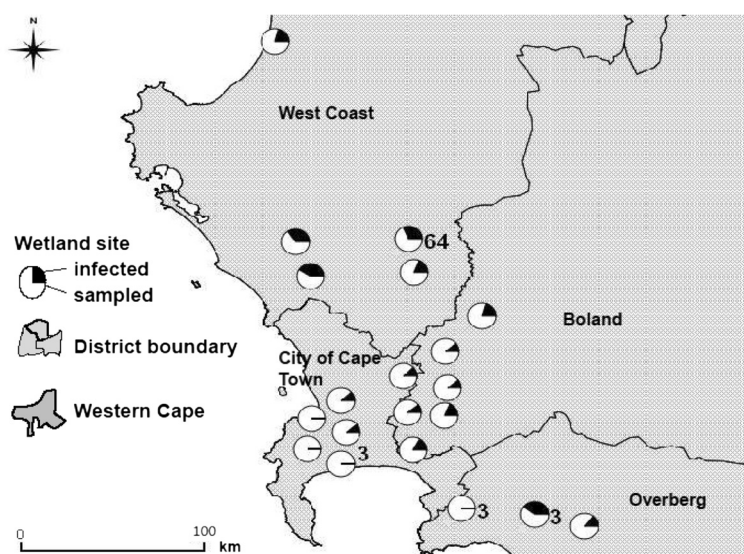 West Coast
64
Wetland site
infected
sampled
Boland
District boundary
City of Cape
Town
Western Cape
3
Overberg
3
3
0
100
km